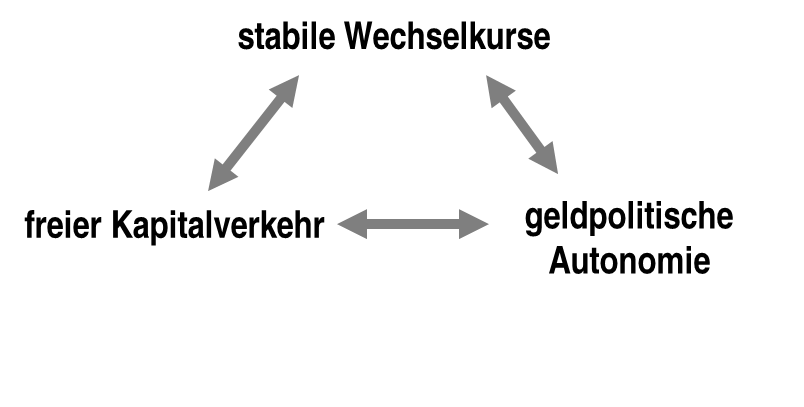 stabile Wechselkurse
freier Kapitalverkehr
geldpolitische
Autonomie